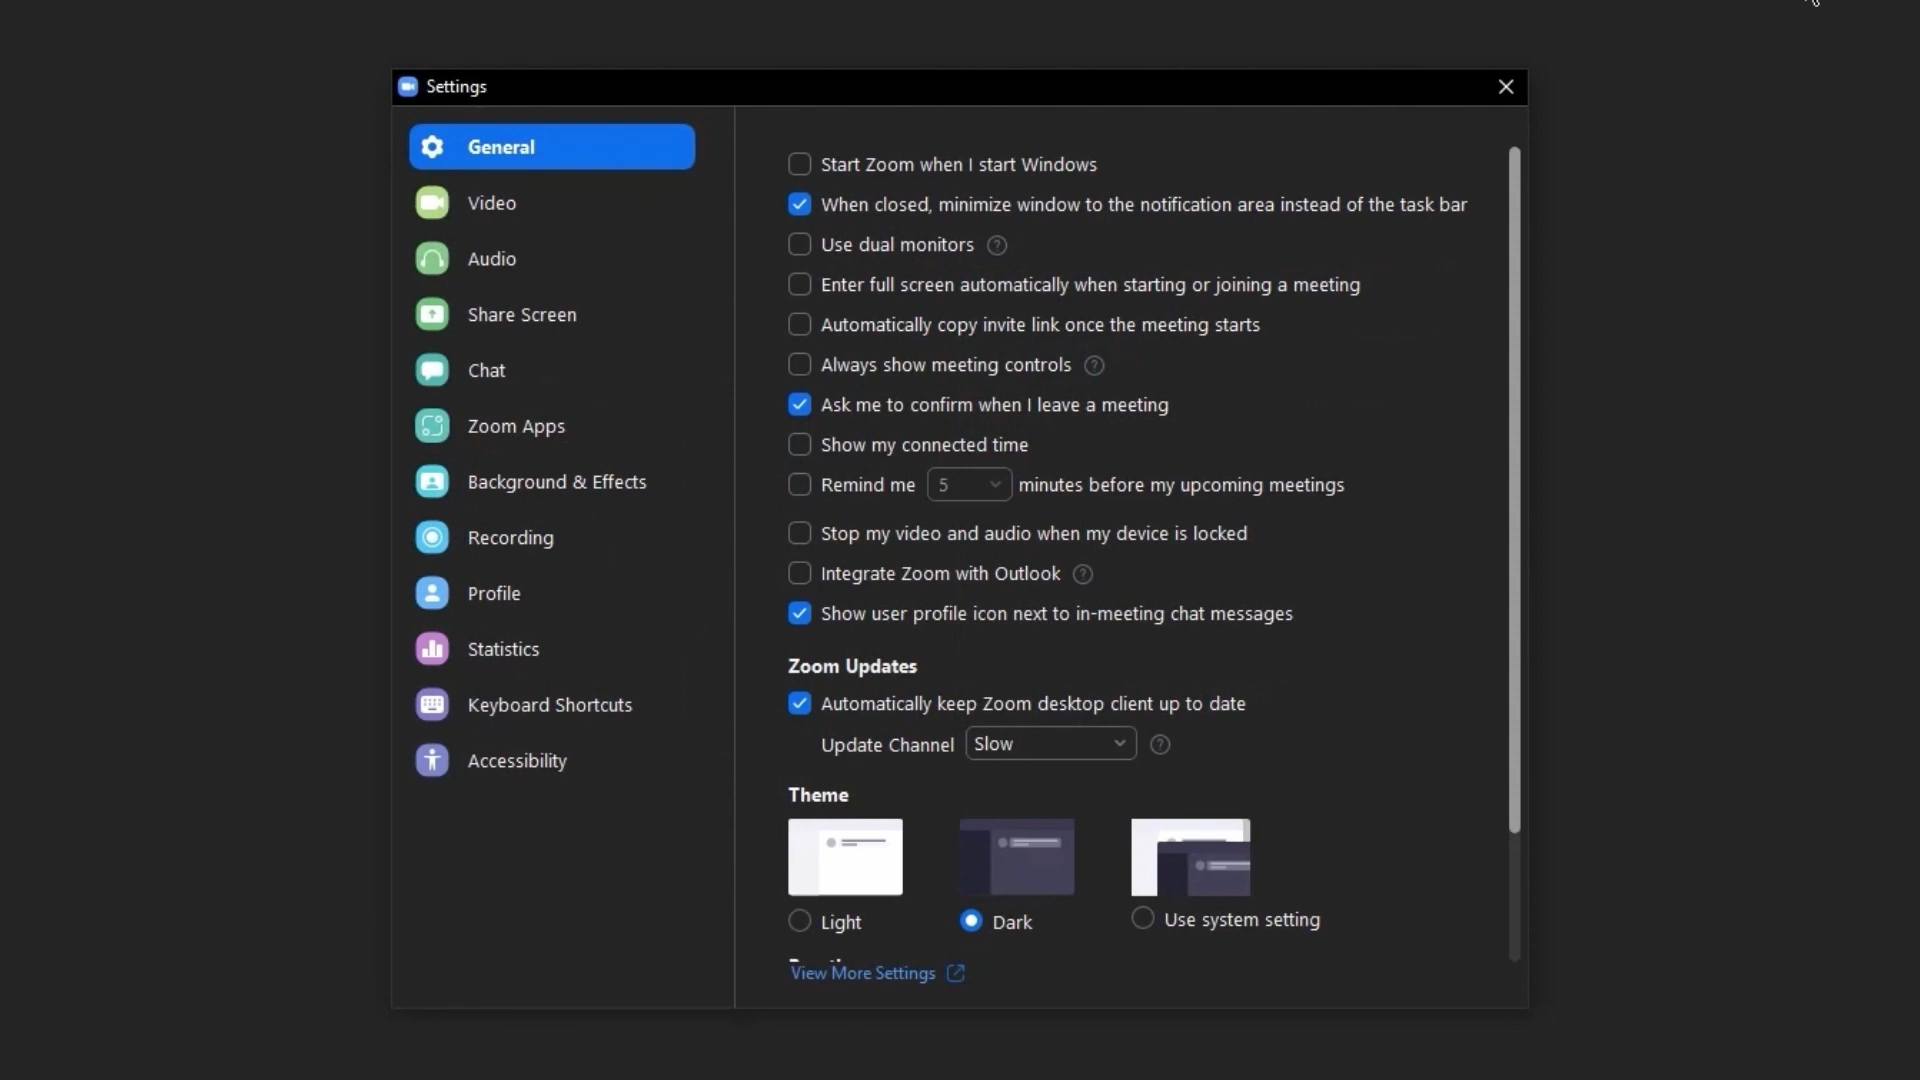 Settings
General
Video
Audio
Share Screen
Chat
Zoom Apps
Background & Effects
Recording
Profile
Statistics
Keyboard Shortcuts
Accessibility
Start Zoom when I start Windows
When closed, minimize window to the notification area instead of the task bar
Use dual monitors ?
Enter full screen automatically when starting or joining a meeting
Automatically copy invite link once the meeting starts
Always show meeting controls ?
Ask me to confirm when I leave a meeting
Show my connected time
Remind me 5 minutes before my upcoming meetings
Stop my video and audio when my device is locked
Integrate Zoom with Outlook ?
Show user profile icon next to in-meeting chat messages
Zoom Updates
Automatically keep Zoom desktop client up to date
Update Channel Slow ?
Theme
Light Dark Use system setting
View More Settings